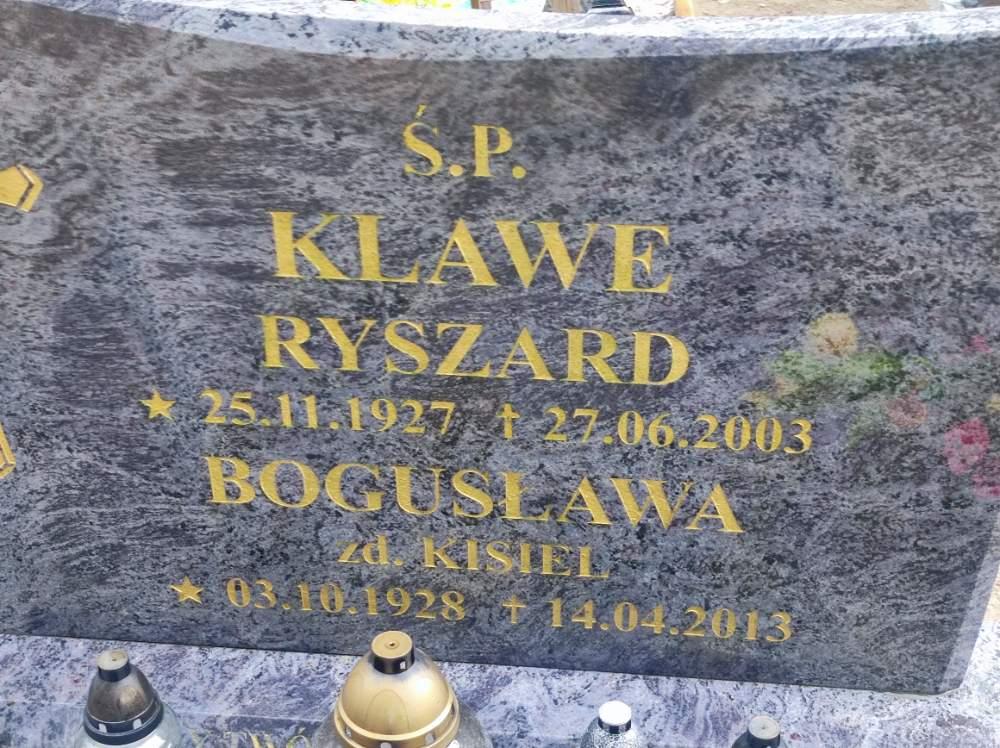 Ś.P.
KLAWE
RYSZARD
★ 25.11.1927 † 27.06.2003
BOGUSŁAWA
zd. KISIEL
★ 03.10.1928 † 14.04.2013